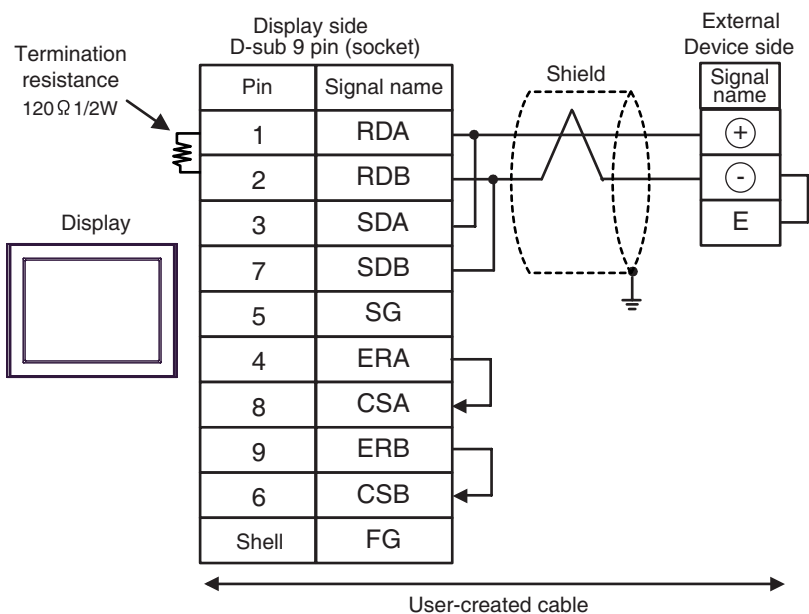 Display side
D-sub 9 pin (socket)
External
Device side
Termination
resistance
120Ω1/2W
Shield
Pin Signal name
Signal
name
1 RDA
2 RDB
3 SDA
7 SDB
5 SG
4 ERA
8 CSA
9 ERB
6 CSB
Shell FG
+
-
E
Display
User-created cable